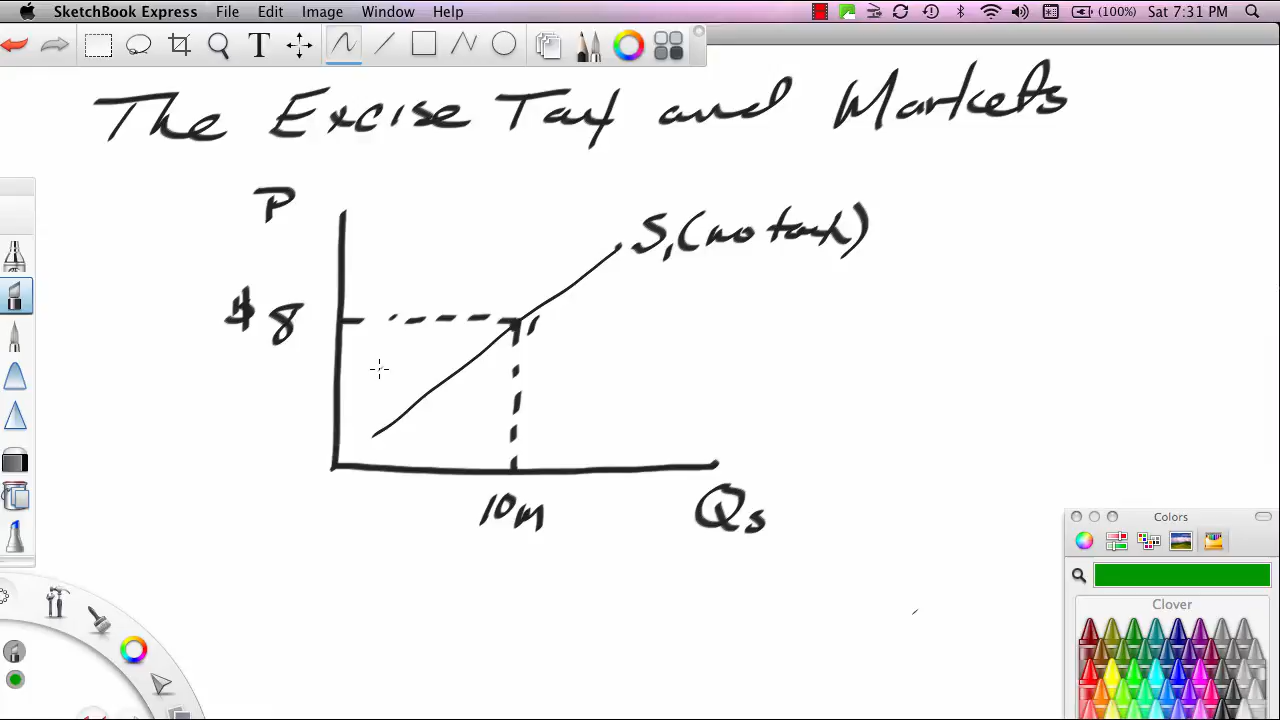 SketchBook Express File Edit Image Window Help (100%) Sat 7:31 PM
T
The Excise Tax and Markets
P
S₁ (no tax)
$8
10m
Qs
Colors
Clover